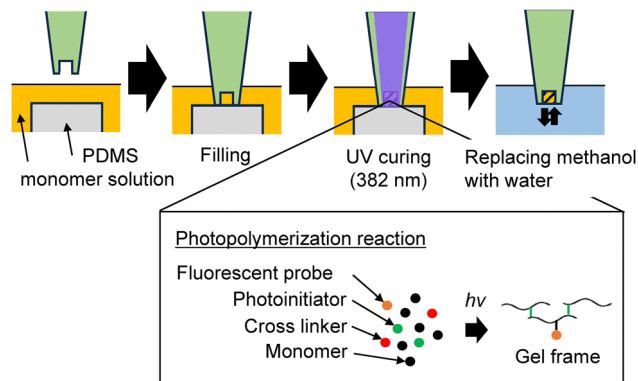 PDMS
monomer solution
Filling
UV curing
(382 nm)
Replacing methanol
with water
Photopolymerization reaction
Fluorescent probe
Photoinitiator
Cross linker
Monomer
hv
Gel frame